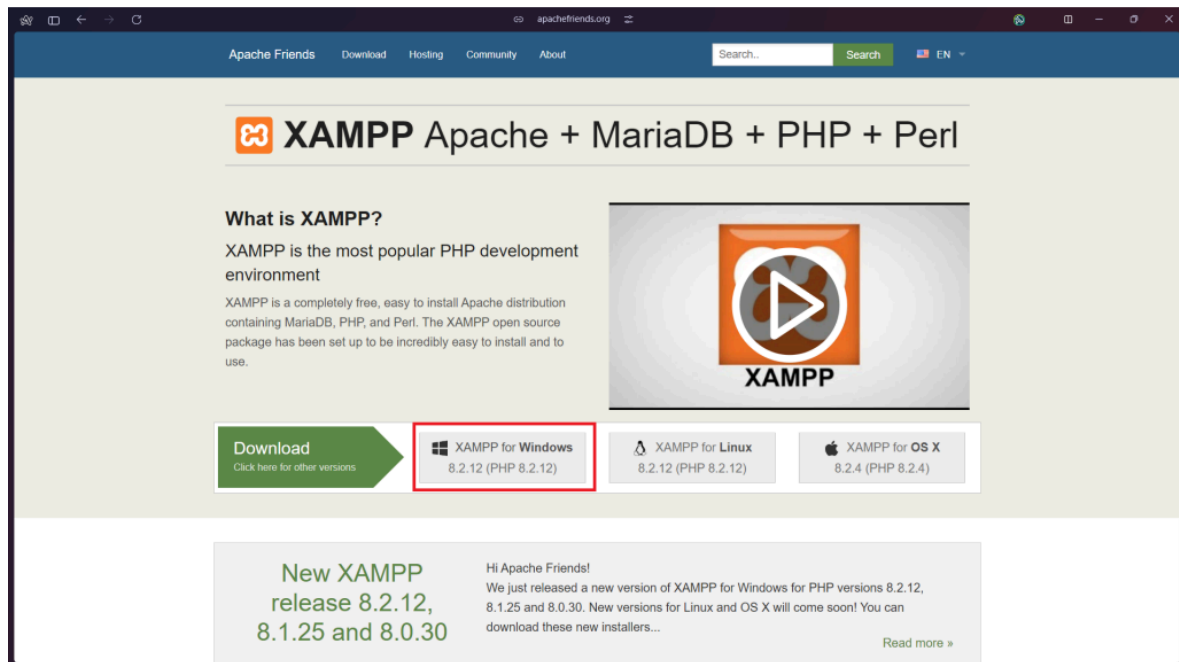 apachefriends.org
Apache Friends Download Hosting Community About Search.. Search EN
XAMPP Apache + MariaDB + PHP + Perl
What is XAMPP?
XAMPP is the most popular PHP development
environment
XAMPP is a completely free, easy to install Apache distribution
containing MariaDB, PHP, and Perl. The XAMPP open source
package has been set up to be incredibly easy to install and to
use.
XAMPP
Download
Click here for other versions
XAMPP for Windows
8.2.12 (PHP 8.2.12)
XAMPP for Linux
8.2.12 (PHP 8.2.12)
XAMPP for OS X
8.2.4 (PHP 8.2.4)
New XAMPP
release 8.2.12,
8.1.25 and 8.0.30
Hi Apache Friends!
We just released a new version of XAMPP for Windows for PHP versions 8.2.12,
8.1.25 and 8.0.30. New versions for Linux and OS X will come soon! You can
download these new installers...
Read more »